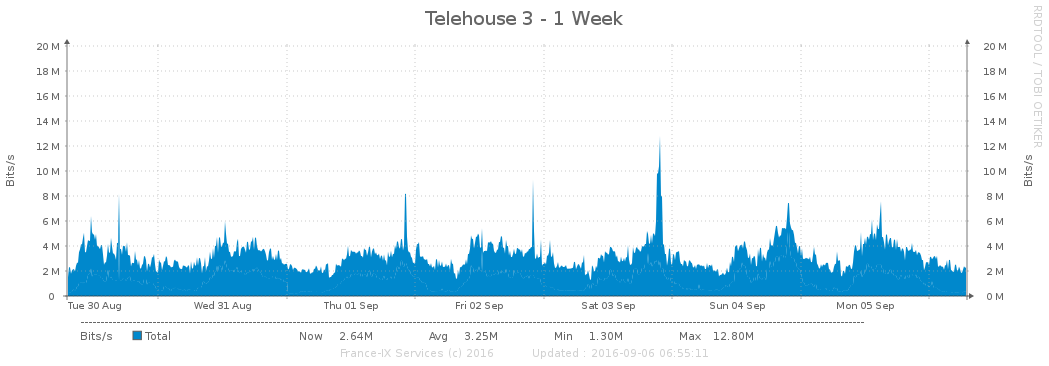 Telehouse 3 - 1 Week
RRDTOOL / TOBI OETIKER
Bits/s
20 M 20 M
18 M 18 M
16 M 16 M
14 M 14 M
12 M 12 M
10 M 10 M
8 M 8 M
6 M 6 M
4 M 4 M
2 M 2 M
0 0 M
Bits/s
Tue 30 Aug Wed 31 Aug Thu 01 Sep Fri 02 Sep Sat 03 Sep Sun 04 Sep Mon 05 Sep
Bits/s Total Now 2.64M Avg 3.25M Min 1.30M Max 12.80M
France-IX Services (c) 2016 Updated : 2016-09-06 06:55:11